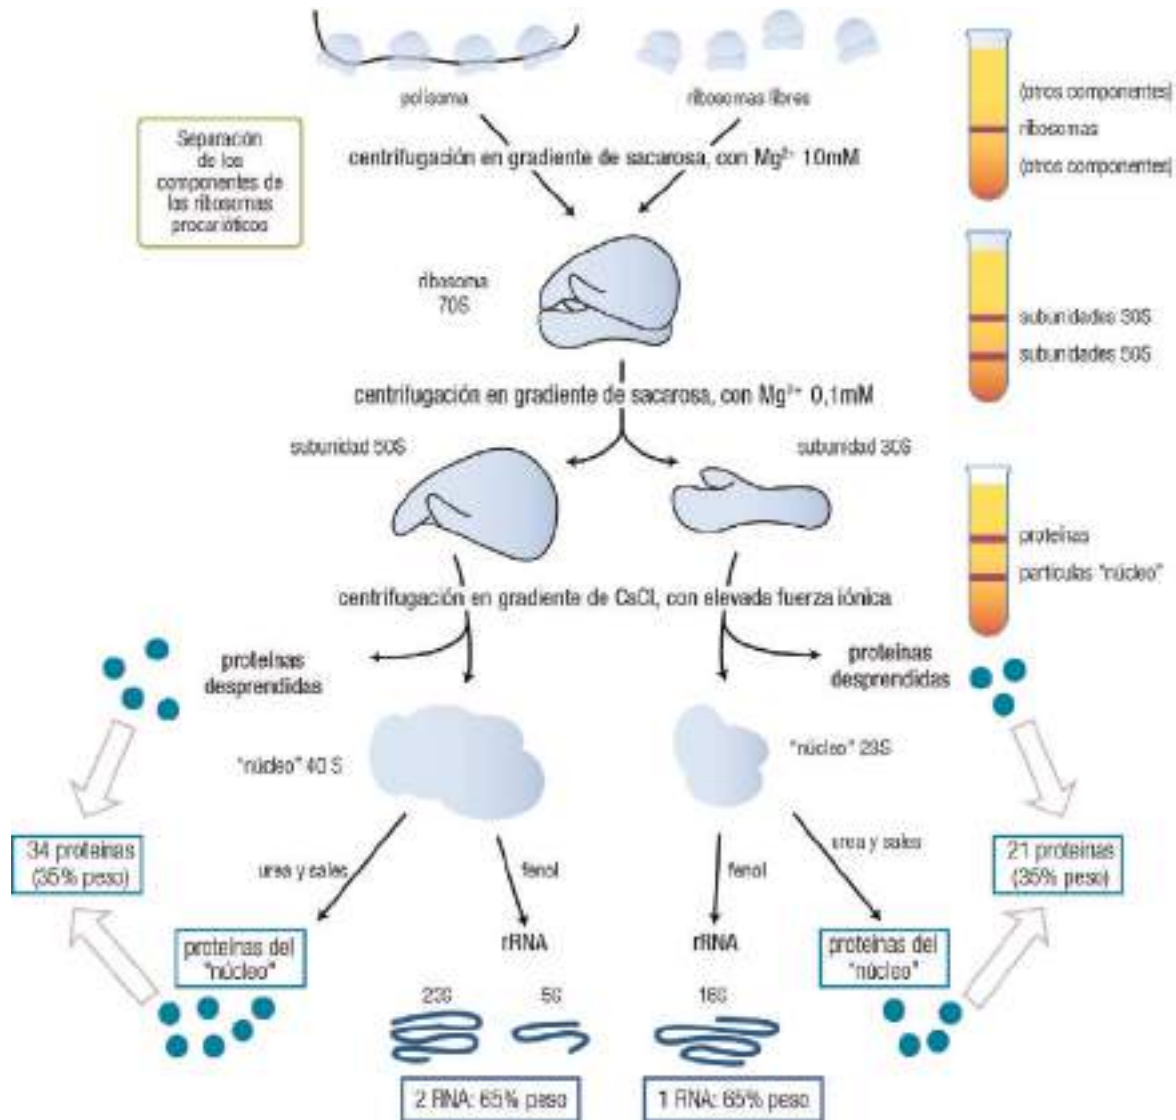 polisoma
ribosomas libres
Separación
de los
componentes de
los ribosomas
procarióticos
centrifugación en gradiente de sacarosa, con Mg²⁺ 10mM
(otros componentes)
ribosomas
(otros componentes)
ribosoma
70S
subunidades 30S
subunidades 50S
centrifugación en gradiente de sacarosa, con Mg²⁺ 0,1mM
subunidad 50S
subunidad 30S
proteínas
partículas "núcleo"
centrifugación en gradiente de CsCl, con elevada fuerza iónica
proteínas
desprendidas
proteínas
desprendidas
"núcleo" 40 S
"núcleo" 23S
34 proteínas
(35% peso)
urea y sales
fenol
fenol
urea y sales
21 proteínas
(35% peso)
proteínas del
"núcleo"
rRNA
rRNA
proteínas del
"núcleo"
23S
5S
16S
2 RNA: 65% peso
1 RNA: 65% peso